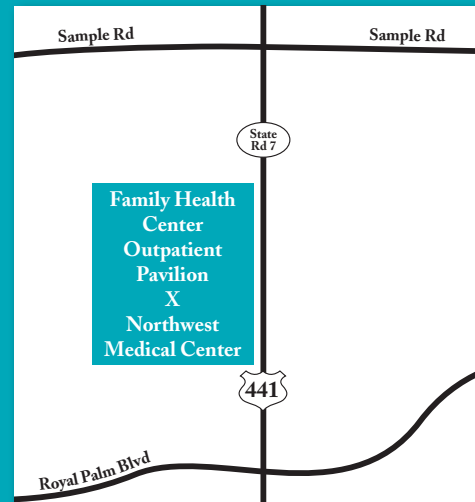 Sample Rd
Sample Rd
State
Rd 7
Family Health
Center
Outpatient
Pavilion
X
Northwest
Medical Center
441
Royal Palm Blvd